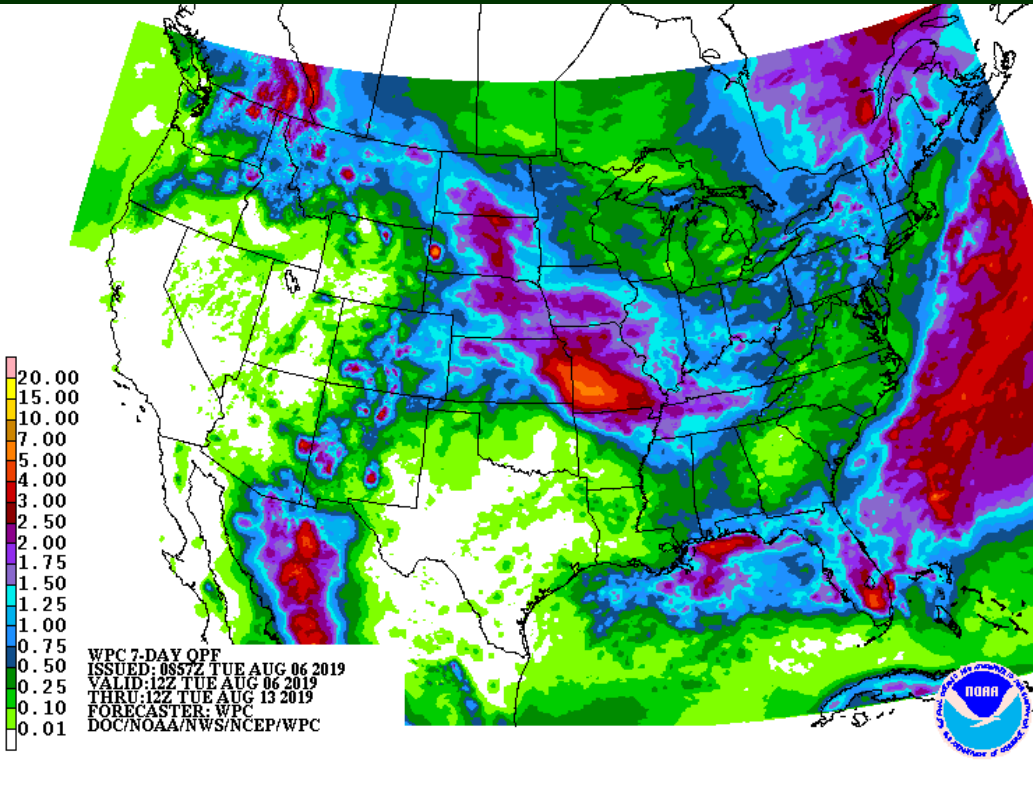 20.00
15.00
10.00
7.00
5.00
4.00
3.00
2.50
2.00
1.75
1.50
1.25
1.00
0.75
0.50
0.25
0.10
0.01
WPC 7-DAY QPF
ISSUED: 0857Z TUE AUG 06 2019
VALID:12Z TUE AUG 06 2019
THRU:12Z TUE AUG 13 2019
FORECASTER: WPC
DOC/NOAA/NWS/NCEP/WPC
NOAA